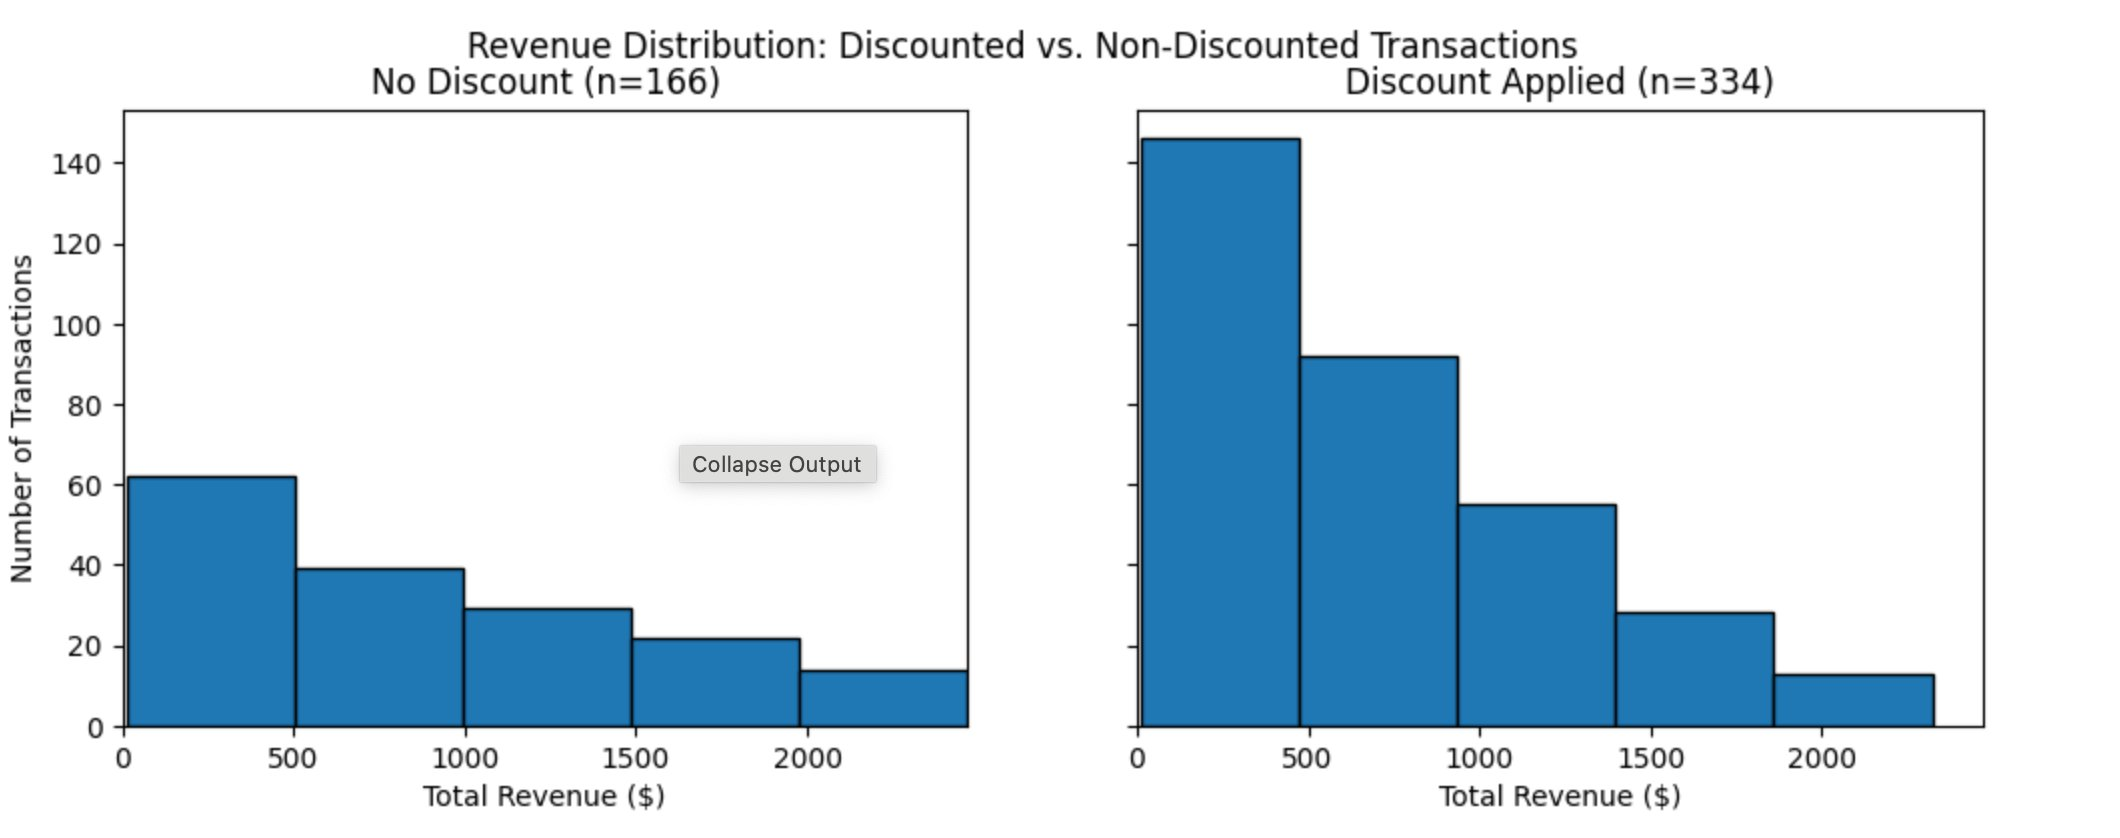 Revenue Distribution: Discounted vs. Non-Discounted Transactions
No Discount (n=166)
Discount Applied (n=334)
Number of Transactions
140
120
100
80
60
40
20
0
Collapse Output
0 500 1000 1500 2000
Total Revenue ($)
0 500 1000 1500 2000
Total Revenue ($)